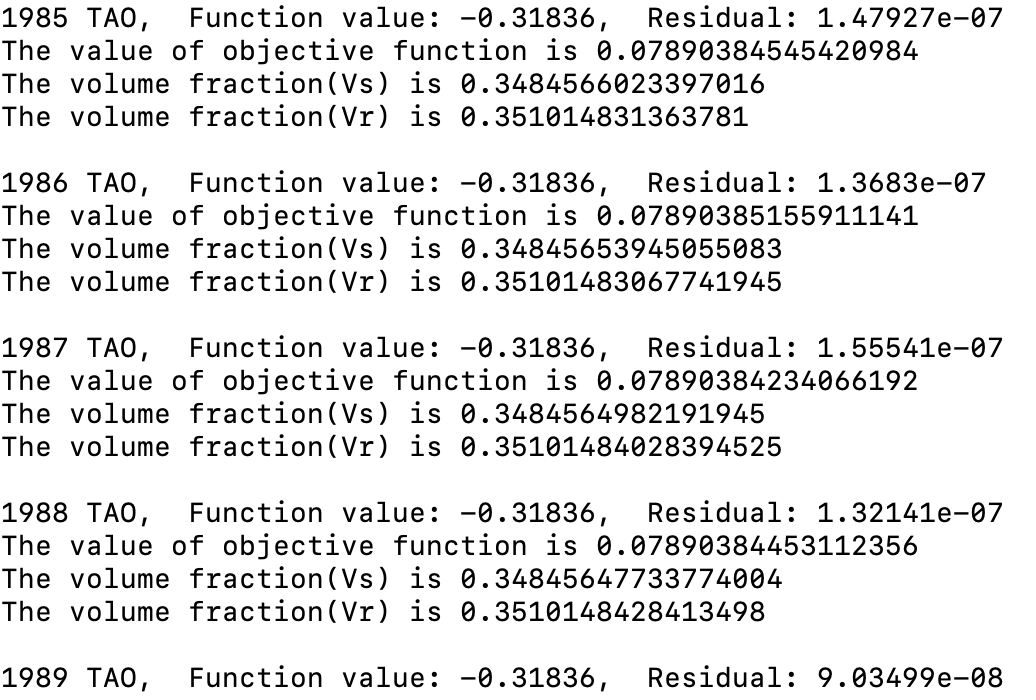 1985 TAO,  Function value: -0.31836,  Residual: 1.47927e-07
The value of objective function is 0.07890384545420984
The volume fraction(Vs) is 0.3484566023397016
The volume fraction(Vr) is 0.351014831363781
1986 TAO,  Function value: -0.31836,  Residual: 1.3683e-07
The value of objective function is 0.07890385155911141
The volume fraction(Vs) is 0.34845653945055083
The volume fraction(Vr) is 0.35101483067741945
1987 TAO,  Function value: -0.31836,  Residual: 1.55541e-07
The value of objective function is 0.07890384234066192
The volume fraction(Vs) is 0.3484564982191945
The volume fraction(Vr) is 0.35101484028394525
1988 TAO,  Function value: -0.31836,  Residual: 1.32141e-07
The value of objective function is 0.07890384453112356
The volume fraction(Vs) is 0.34845647733774004
The volume fraction(Vr) is 0.3510148428413498
1989 TAO,  Function value: -0.31836,  Residual: 9.03499e-08